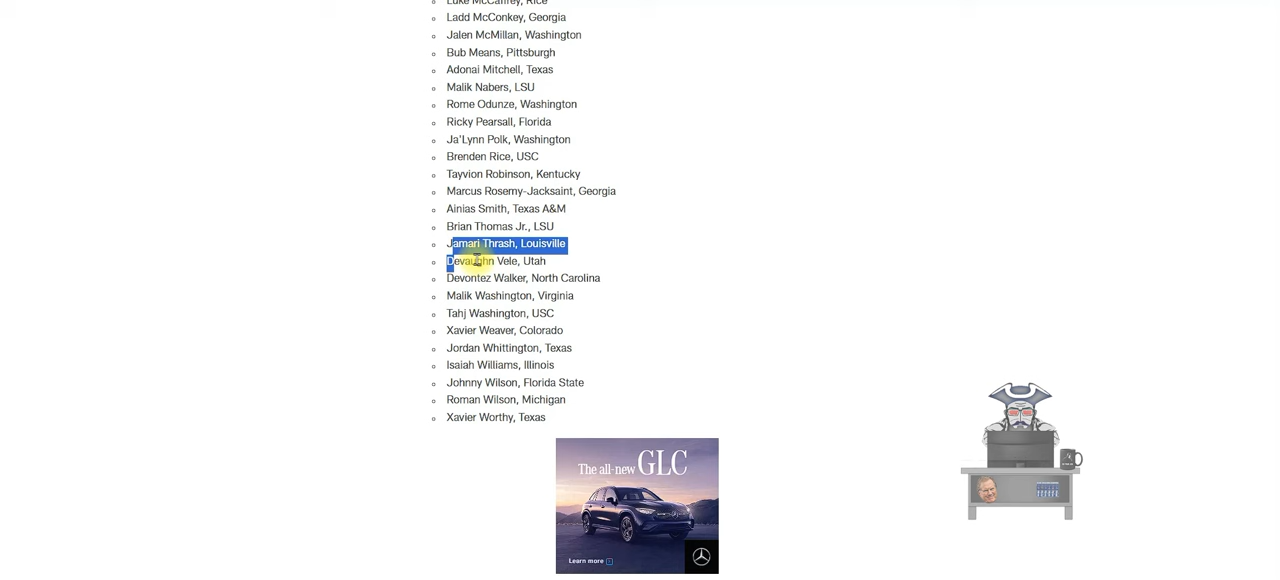 Luke McCaffrey, Rice
Ladd McConkey, Georgia
Jalen McMillan, Washington
Bub Means, Pittsburgh
Adonai Mitchell, Texas
Malik Nabers, LSU
Rome Odunze, Washington
Ricky Pearsall, Florida
Ja'Lynn Polk, Washington
Brenden Rice, USC
Tayvion Robinson, Kentucky
Marcus Rosemy-Jacksaint, Georgia
Ainias Smith, Texas A&M
Brian Thomas Jr., LSU
Jamari Thrash, Louisville
Devaughn Vele, Utah
Devontez Walker, North Carolina
Malik Washington, Virginia
Tahj Washington, USC
Xavier Weaver, Colorado
Jordan Whittington, Texas
Isaiah Williams, Illinois
Johnny Wilson, Florida State
Roman Wilson, Michigan
Xavier Worthy, Texas
The all-new GLC
Learn more